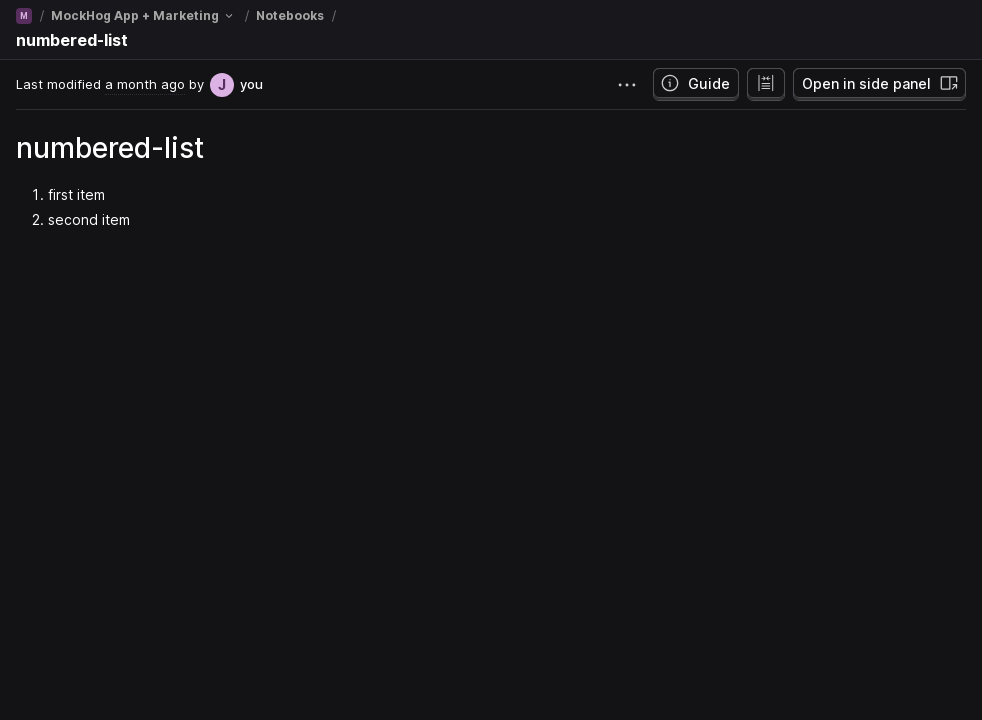 M / MockHog App + Marketing / Notebooks /
numbered-list
Last modified a month ago by J you
Guide
Open in side panel
numbered-list
1. first item
2. second item